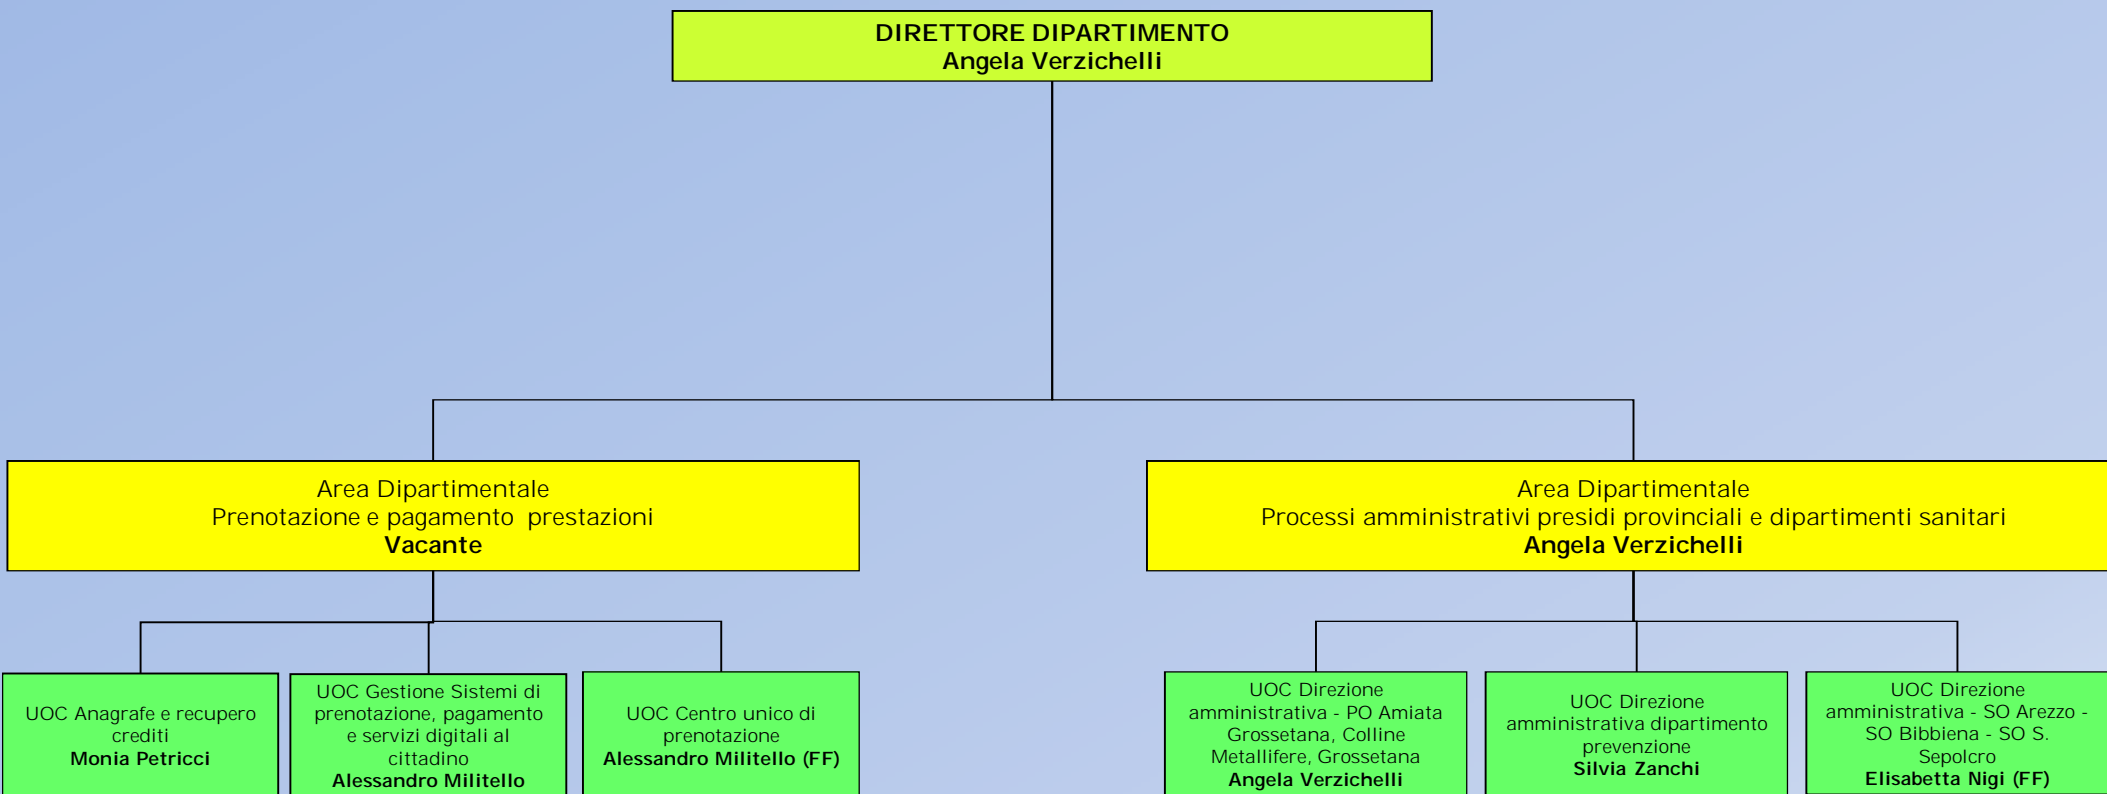 DIRETTORE DIPARTIMENTO
Angela Verzichelli
Area Dipartimentale
Prenotazione e pagamento prestazioni
Vacante
Area Dipartimentale
Processi amministrativi presidi provinciali e dipartimenti sanitari
Angela Verzichelli
UOC Anagrafe e recupero
crediti
Monia Petricci
UOC Gestione Sistemi di
prenotazione, pagamento
e servizi digitali al
cittadino
Alessandro Militello
UOC Centro unico di
prenotazione
Alessandro Militello (FF)
UOC Direzione
amministrativa - PO Amiata
Grossetana, Colline
Metallifere, Grossetana
Angela Verzichelli
UOC Direzione
amministrativa dipartimento
prevenzione
Silvia Zanchi
UOC Direzione
amministrativa - SO Arezzo -
SO Bibbiena - SO S.
Sepolcro
Elisabetta Nigi (FF)